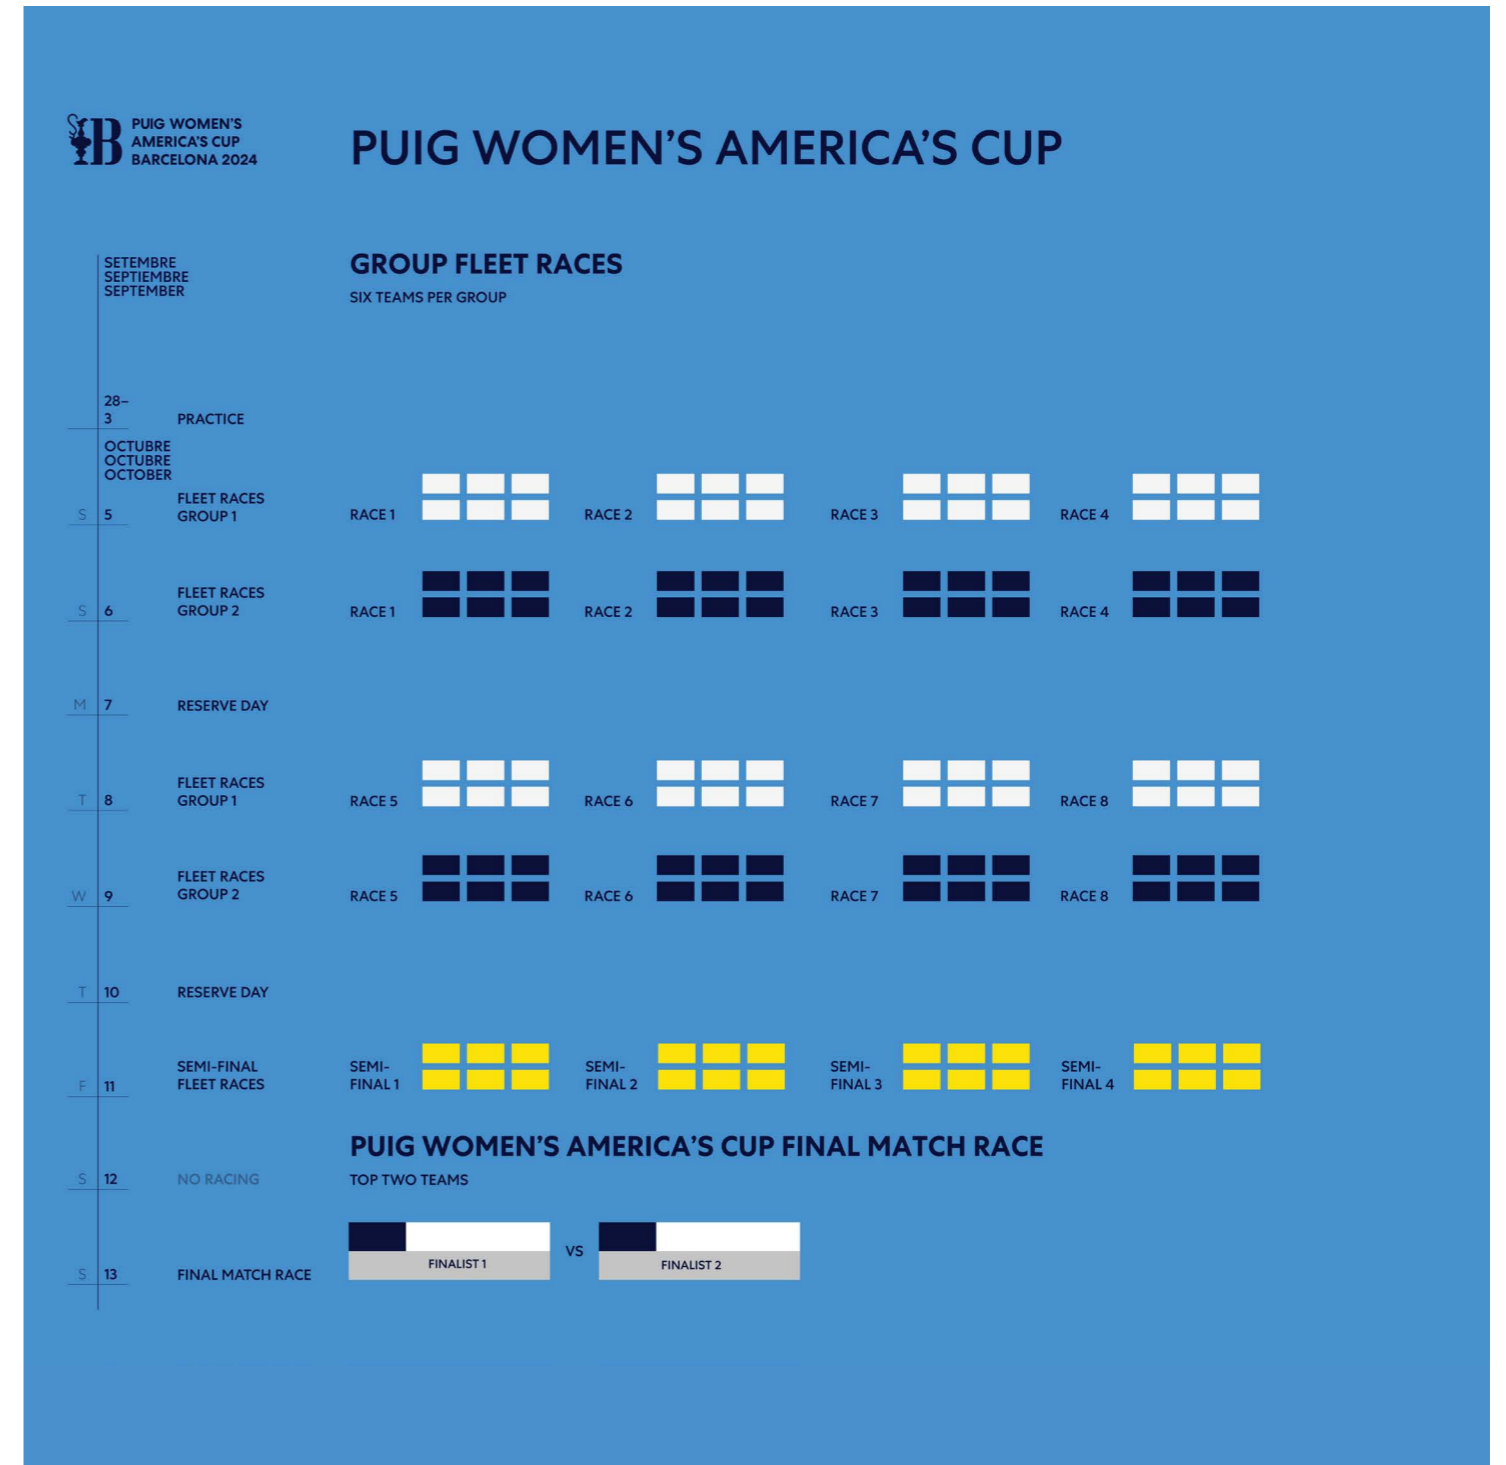 PUIG WOMEN'S
AMERICA'S CUP
BARCELONA 2024
PUIG WOMEN'S AMERICA'S CUP
SETEMBRE
SEPTIEMBRE
SEPTEMBER
GROUP FLEET RACES
SIX TEAMS PER GROUP
28–
3 PRACTICE
OCTUBRE
OCTUBRE
OCTOBER
FLEET RACES
S 5 GROUP 1 RACE 1 RACE 2 RACE 3 RACE 4
FLEET RACES
S 6 GROUP 2 RACE 1 RACE 2 RACE 3 RACE 4
M 7 RESERVE DAY
FLEET RACES
T 8 GROUP 1 RACE 5 RACE 6 RACE 7 RACE 8
FLEET RACES
W 9 GROUP 2 RACE 5 RACE 6 RACE 7 RACE 8
T 10 RESERVE DAY
SEMI-FINAL SEMI- SEMI- SEMI- SEMI-
F 11 FLEET RACES FINAL 1 FINAL 2 FINAL 3 FINAL 4
PUIG WOMEN'S AMERICA'S CUP FINAL MATCH RACE
S 12 NO RACING TOP TWO TEAMS
VS
FINALIST 1 FINALIST 2
S 13 FINAL MATCH RACE